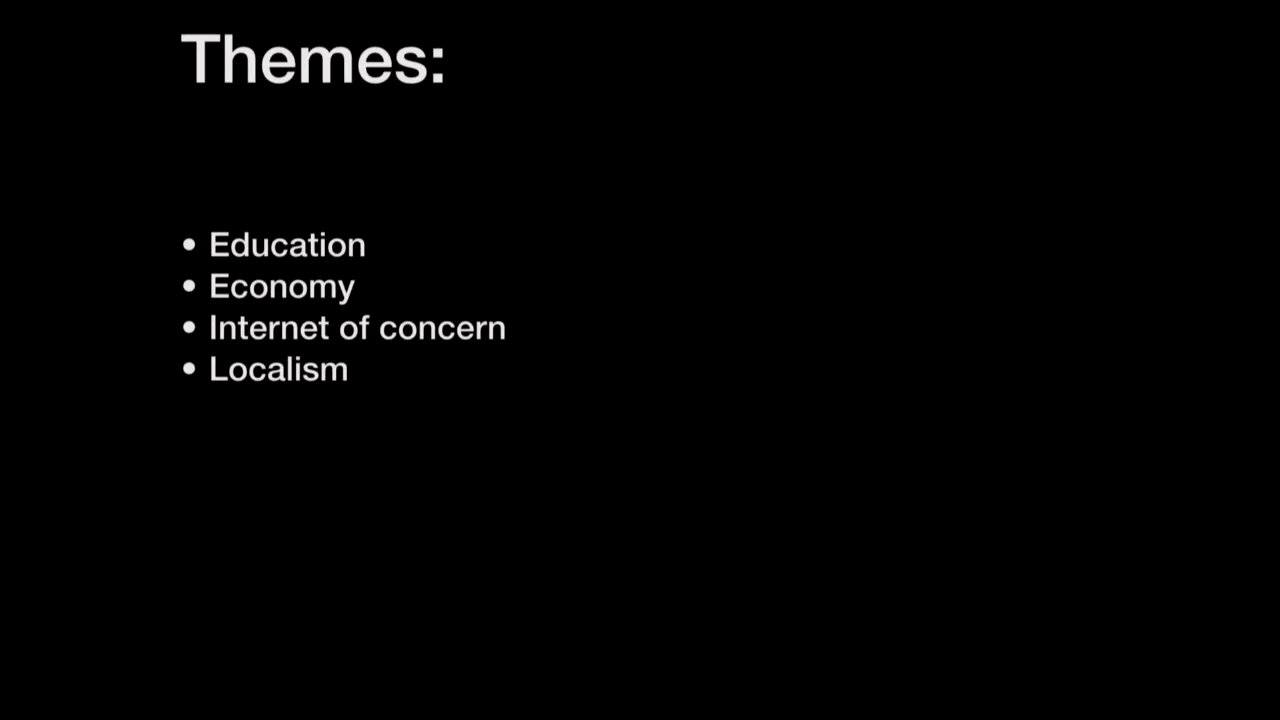 Themes:
• Education
• Economy
• Internet of concern
• Localism